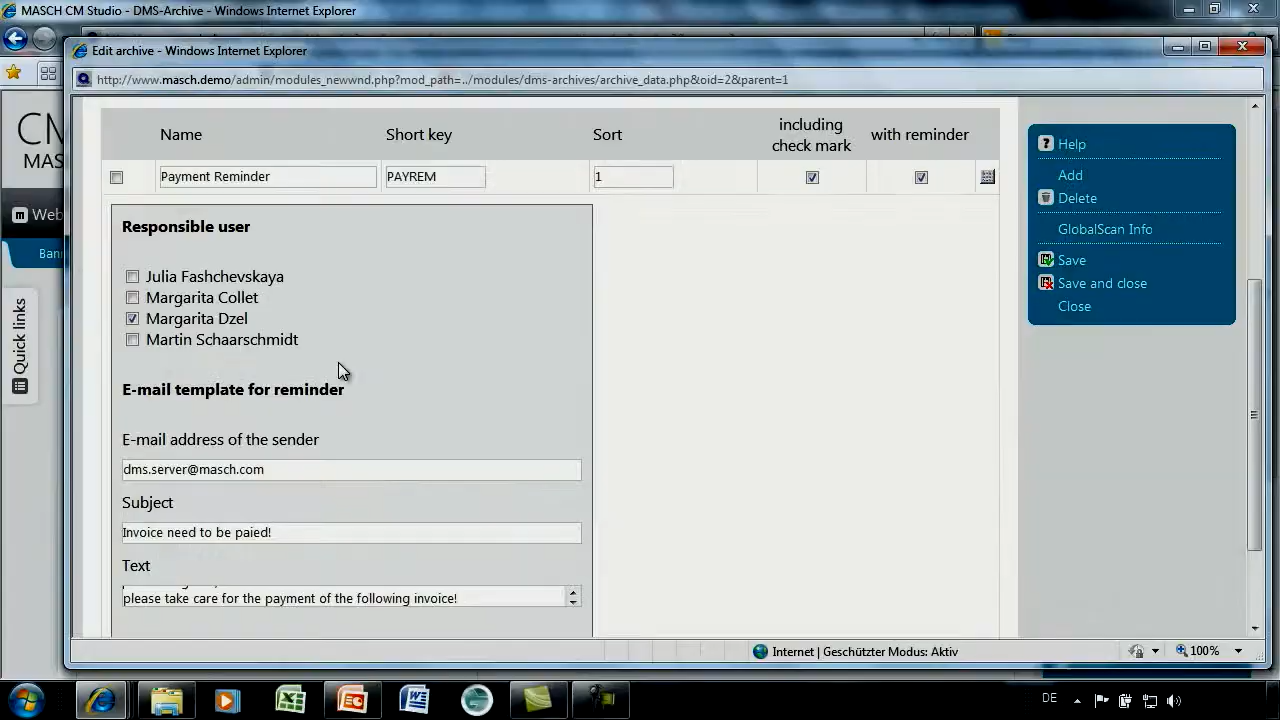 MASCH CM Studio - DMS-Archive - Windows Internet Explorer
Edit archive - Windows Internet Explorer
http://www.masch.demo/admin/modules_newwnd.php?mod_path=../modules/dms-archives/archive_data.php&oid=2&parent=1
CM
MAS
m Web
Ban
Quick links
Name Short key Sort including check mark with reminder
Payment Reminder PAYREM 1
Responsible user
Julia Fashchevskaya
Margarita Collet
Margarita Dzel
Martin Schaarschmidt
E-mail template for reminder
E-mail address of the sender
dms.server@masch.com
Subject
Invoice need to be paied!
Text
please take care for the payment of the following invoice!
? Help
Add
Delete
GlobalScan Info
Save
Save and close
Close
Internet | Geschützter Modus: Aktiv
100%
DE